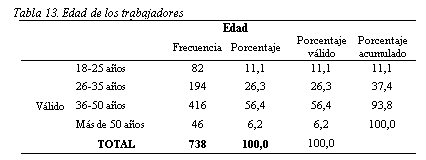 Tabla 13. Edad de los trabajadores
Edad
Frecuencia Porcentaje Porcentaje válido Porcentaje acumulado
18-25 años 82 11,1 11,1 11,1
26-35 años 194 26,3 26,3 37,4
Válido 36-50 años 416 56,4 56,4 93,8
Más de 50 años 46 6,2 6,2 100,0
TOTAL 738 100,0 100,0